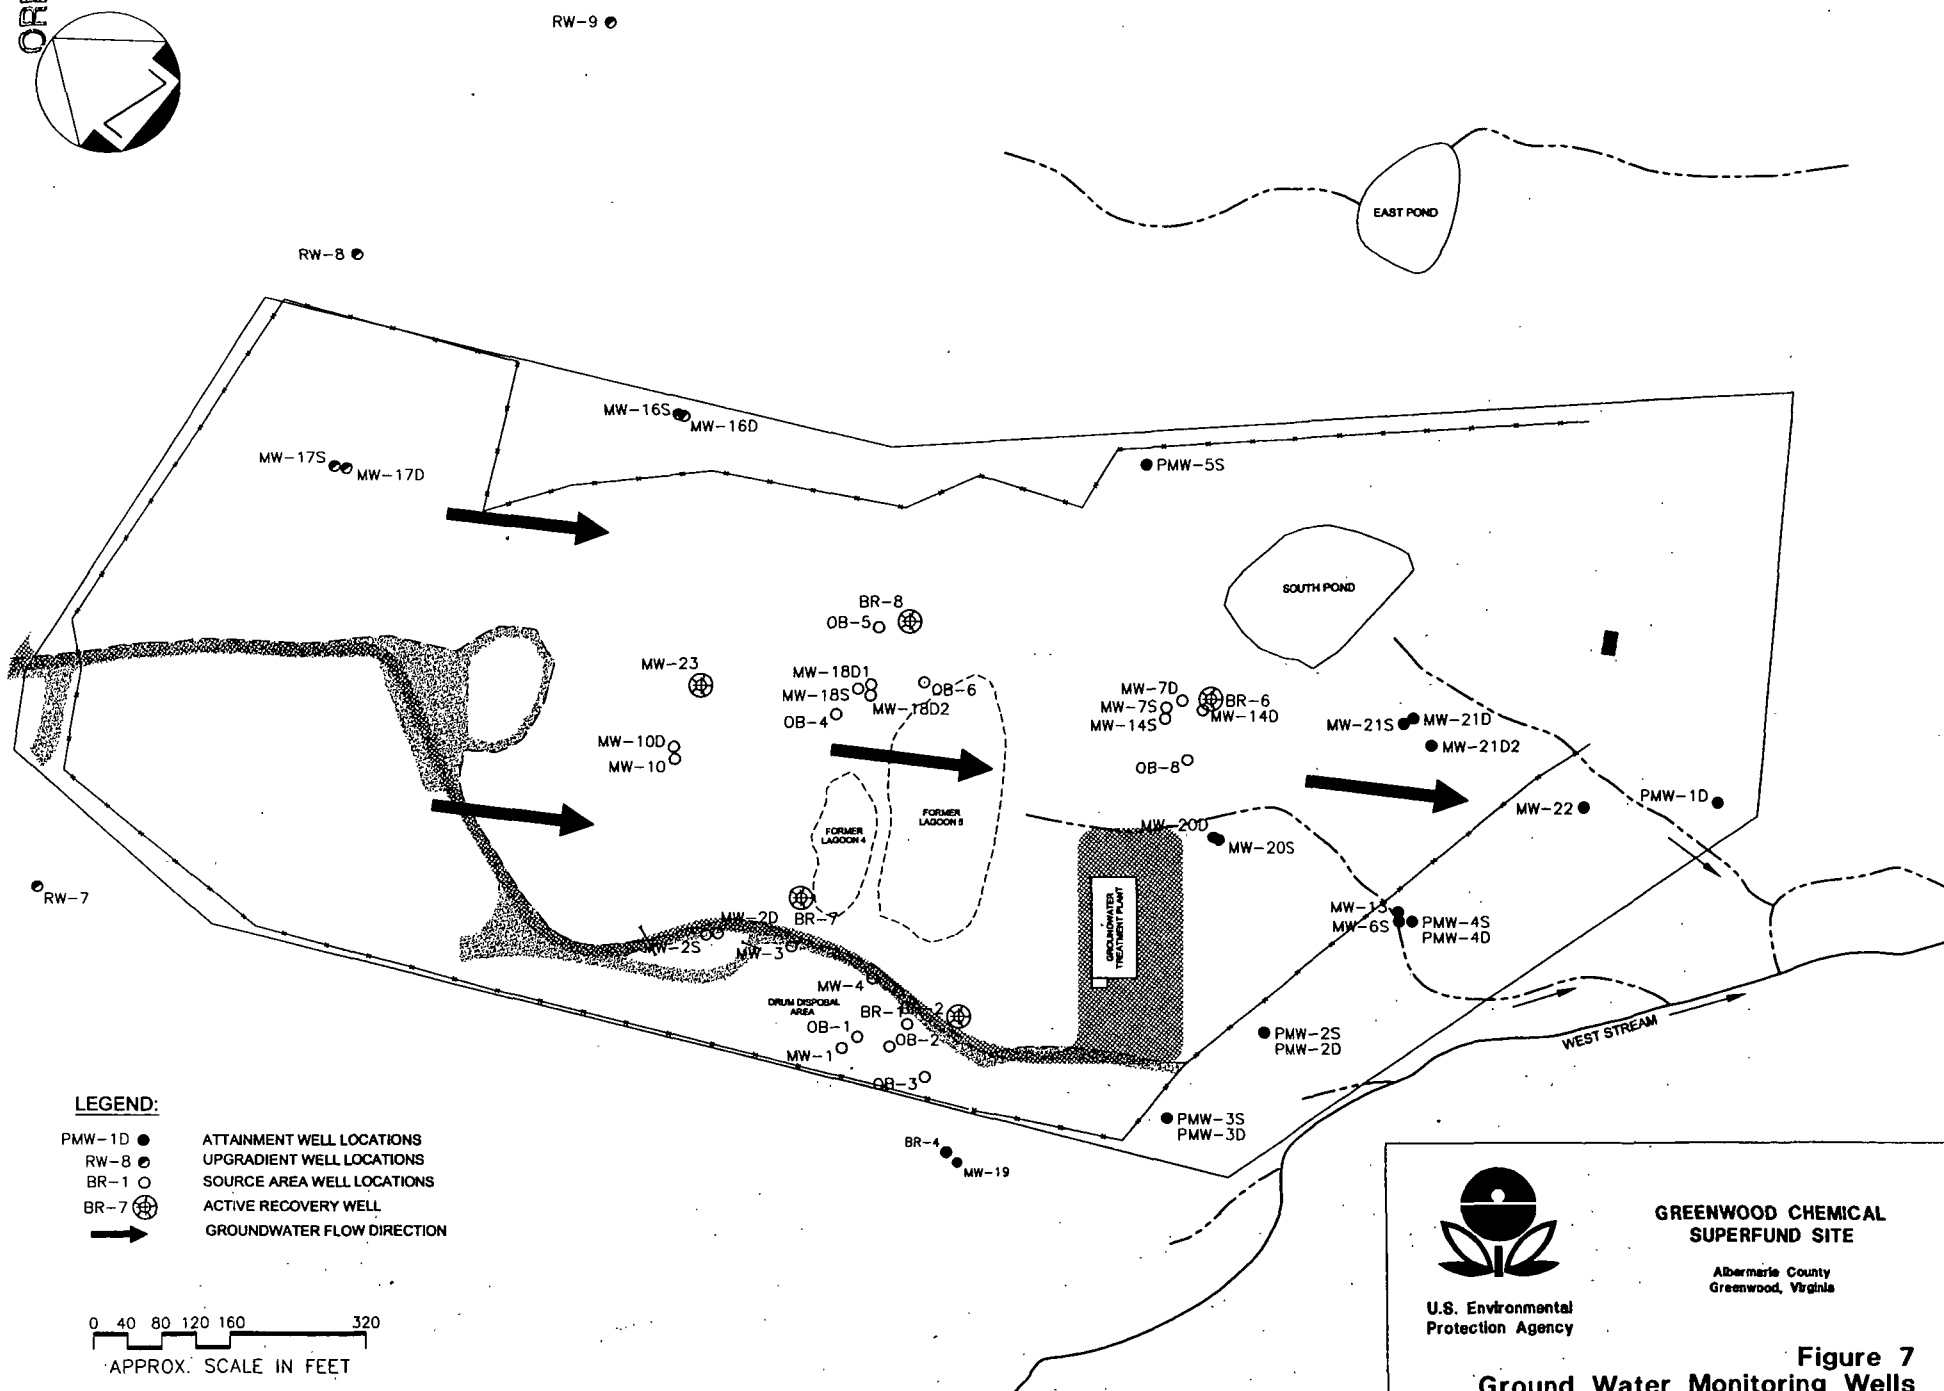 RW-9
EAST POND
RW-8
MW-16S
MW-16D
MW-17S
MW-17D
PMW-5S
SOUTH POND
BR-8
OB-5
MW-23
MW-18D1
MW-18S
MW-18D2
OB-6
OB-4
MW-7D
MW-7S
MW-14S
BR-6
MW-14D
MW-21S
MW-21D
MW-21D2
MW-10D
MW-10
OB-8
FORMER
LAGOON 5
FORMER
LAGOON 4
MW-20D
MW-20S
MW-22
PMW-1D
RW-7
MW-2D
BR-7
MW-2S
MW-3
GROUNDWATER
TREATMENT PLANT
MW-13
MW-6S
PMW-4S
PMW-4D
MW-4
DRUM DISPOSAL
AREA
BR-1
OB-1
OB-2
MW-1
OB-3
PMW-2S
PMW-2D
WEST STREAM
PMW-3S
PMW-3D
BR-4
MW-19
LEGEND:
PMW-1D ATTAINMENT WELL LOCATIONS
RW-8 UPGRADIENT WELL LOCATIONS
BR-1 SOURCE AREA WELL LOCATIONS
BR-7 ACTIVE RECOVERY WELL
GROUNDWATER FLOW DIRECTION
0 40 80 120 160 320
APPROX. SCALE IN FEET
GREENWOOD CHEMICAL
SUPERFUND SITE
Albermarle County
Greenwood, Virginia
U.S. Environmental
Protection Agency
Figure 7
Ground Water Monitoring Wells